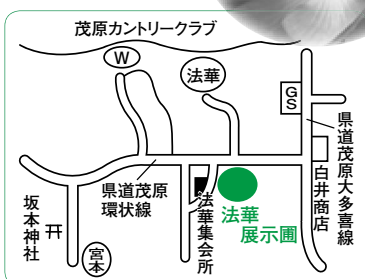 茂原カントリークラブ
W
法華
GS
県道茂原大多喜線
白井商店
県道茂原
環状線
法華集会所
法華
展示圃
坂本神社
宮本